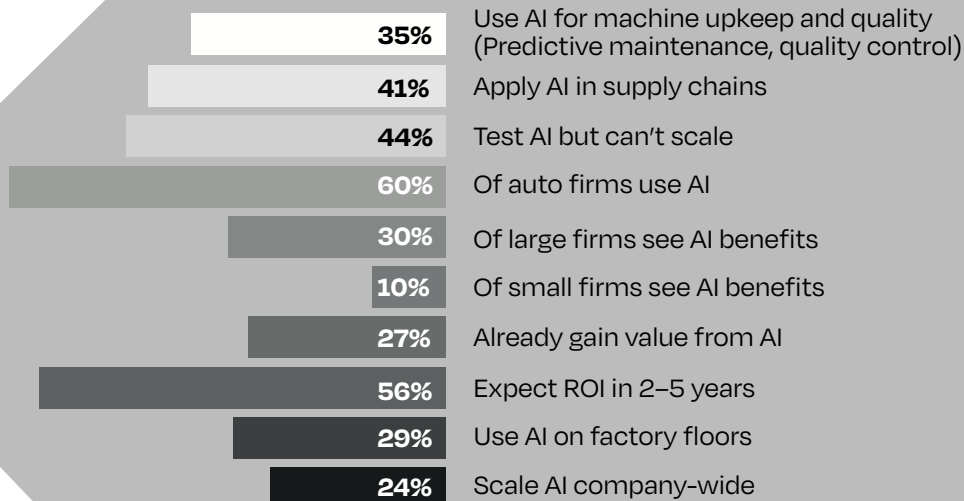 35% Use AI for machine upkeep and quality
(Predictive maintenance, quality control)
41% Apply AI in supply chains
44% Test AI but can't scale
60% Of auto firms use AI
30% Of large firms see AI benefits
10% Of small firms see AI benefits
27% Already gain value from AI
56% Expect ROI in 2–5 years
29% Use AI on factory floors
24% Scale AI company-wide